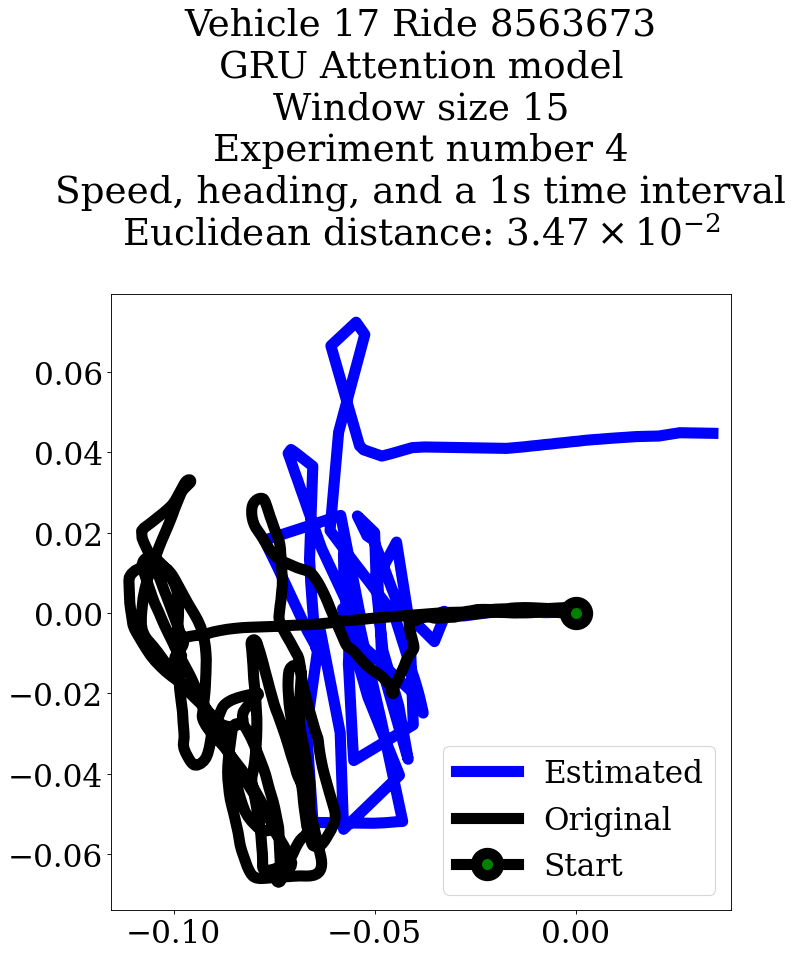 Vehicle 17 Ride 8563673
GRU Attention model
Window size 15
Experiment number 4
Speed, heading, and a 1s time interval
Euclidean distance: 3.47 × 10⁻²
0.06
0.04
0.02
0.00
−0.02
−0.04
−0.06
Estimated
Original
Start
−0.10
−0.05
0.00